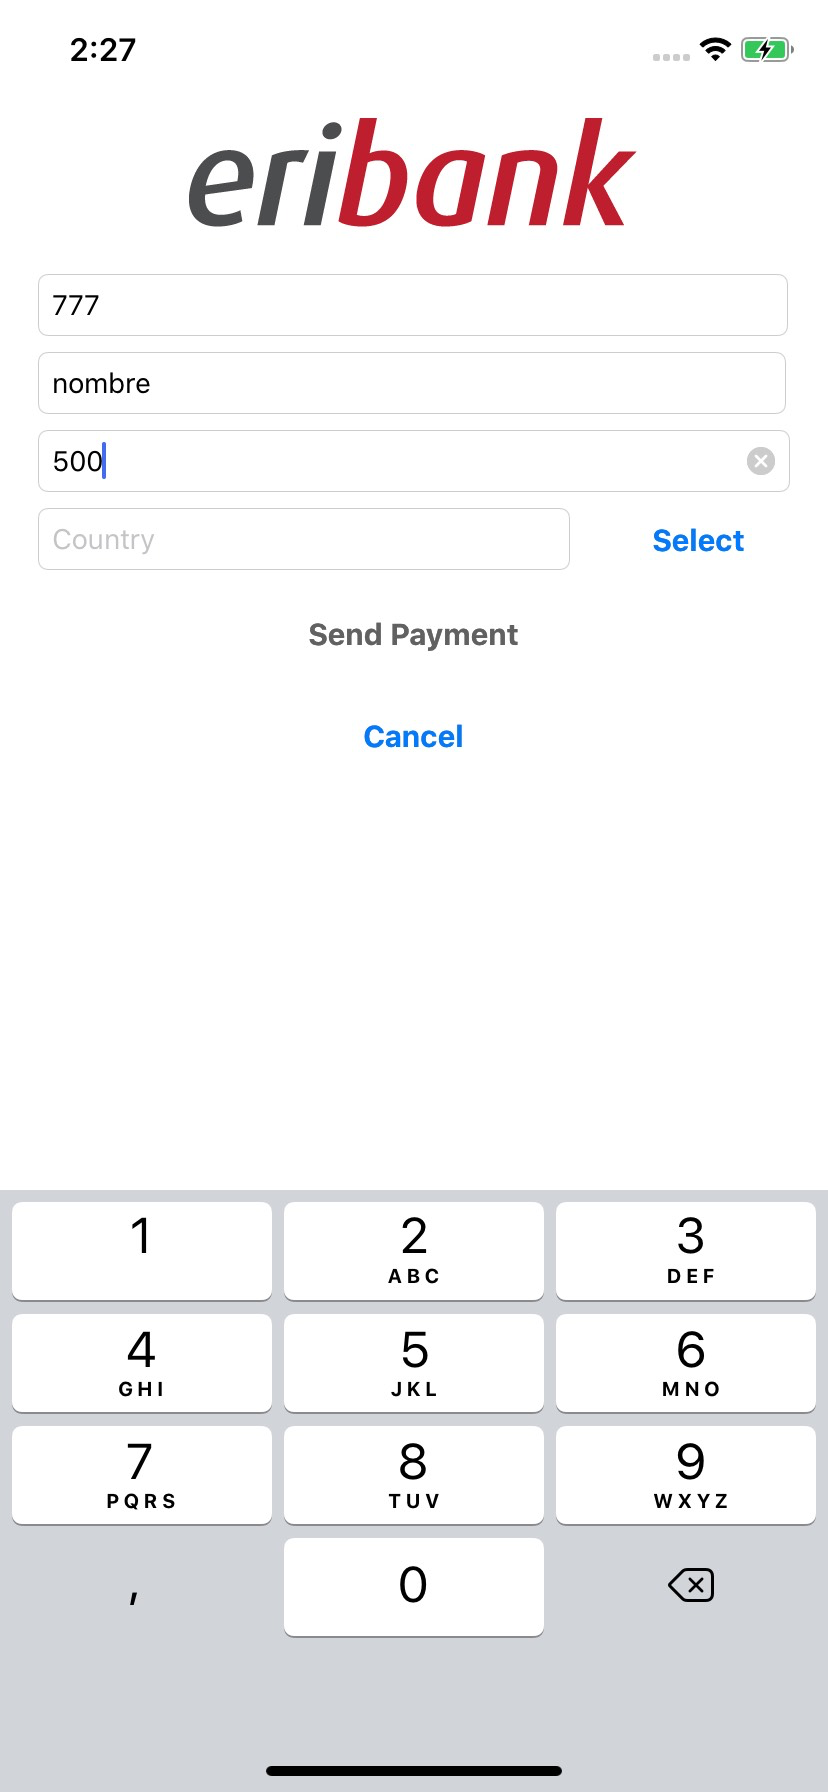 2:27
eribank
777
nombre
500
Country
Select
Send Payment
Cancel
1
2
ABC
3
DEF
4
GHI
5
JKL
6
MNO
7
PQRS
8
TUV
9
WXYZ
,
0